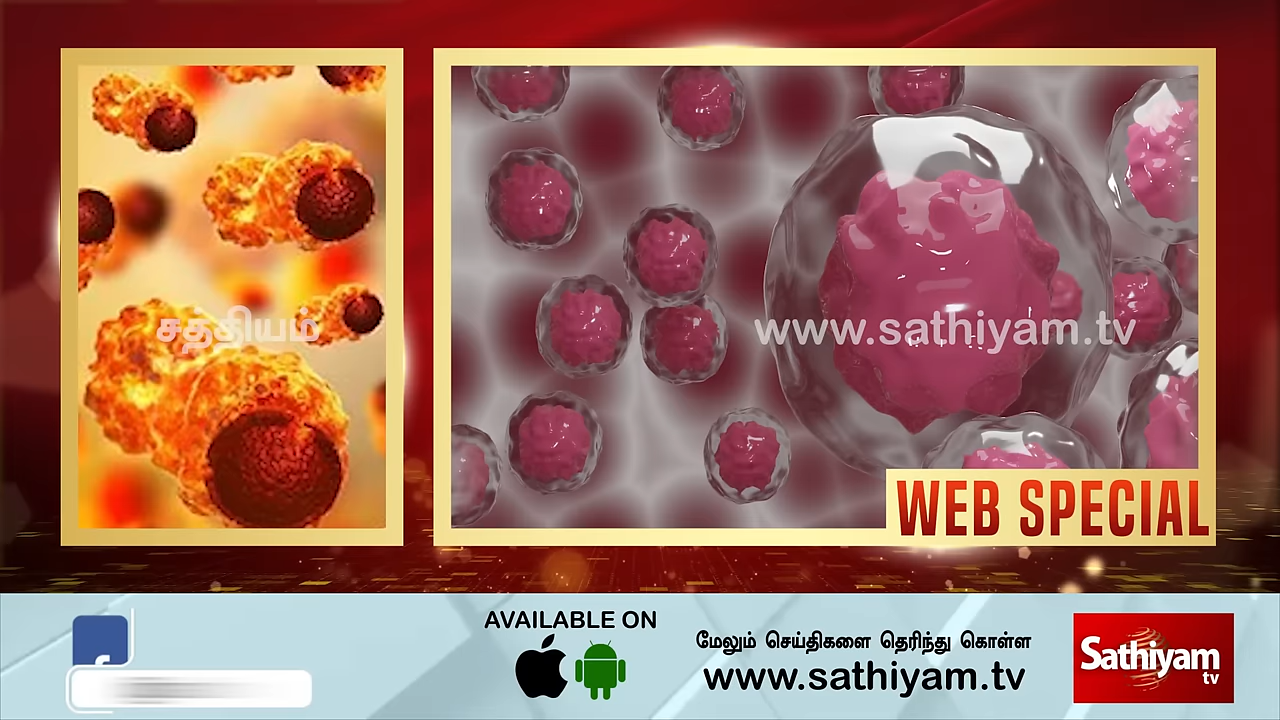 சத்தியம்
www.sathiyam.tv
WEB SPECIAL
AVAILABLE ON
மேலும் செய்திகளை தெரிந்து கொள்ள
www.sathiyam.tv
Sathiyam
tv